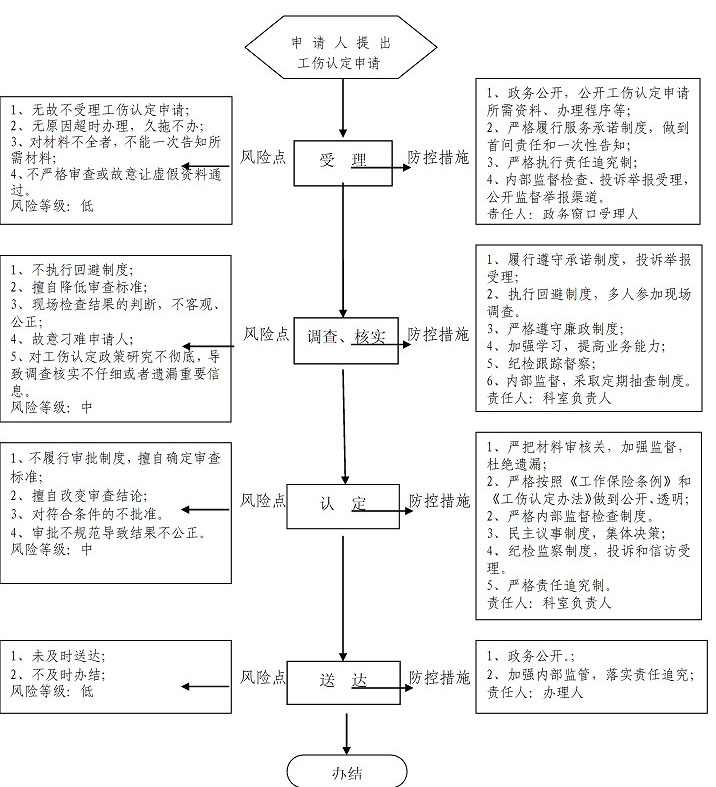 申请人提出
工伤认定申请
1、无故不受理工伤认定申请;
2、无原因超时办理，久拖不办;
3、对材料不全者，不能一次告知所
需材料;
4、不严格审查或故意让虚假资料通
过。
风险等级: 低
风险点
受 理
防控措施
1、政务公开，公开工伤认定申请
所需资料、办理程序等;
2、严格履行服务承诺制度，做到
首问责任和一次性告知;
3、严格执行责任追究制;
4、内部监督检查、投诉举报受理，
公开监督举报渠道。
责任人: 政务窗口受理人
1、不执行回避制度;
2、擅自降低审查标准;
3、现场检查结果的判断，不客观、
公正;
4、故意刁难申请人;
5、对工伤认定政策研究不彻底，导
致调查核实不仔细或者遗漏重要信
息。
风险等级: 中
风险点
调查、核实
防控措施
1、履行遵守承诺制度，投诉举报
受理;
2、执行回避制度，多人参加现场
调查。
3、严格遵守廉政制度;
4、加强学习，提高业务能力;
5、纪检跟踪督察;
6、内部监督，采取定期抽查制度。
责任人: 科室负责人
1、不履行审批制度，擅自确定审查
标准;
2、擅自改变审查结论;
3、对符合条件的不批准。
4、审批不规范导致结果不公正。
风险等级: 中
风险点
认 定
防控措施
1、严把材料审核关，加强监督，
杜绝遗漏;
2、严格按照《工作保险条例》和
《工伤认定办法》做到公开、透明;
2、严格内部监督检查制度。
3、民主议事制度，集体决策;
4、纪检监察制度，投诉和信访受
理。
5、严格责任追究制。
责任人: 科室负责人
1、未及时送达;
2、不及时办结;
风险等级: 低
风险点
送 达
防控措施
1、政务公开.;
2、加强内部监管，落实责任追究;
责任人: 办理人
办结